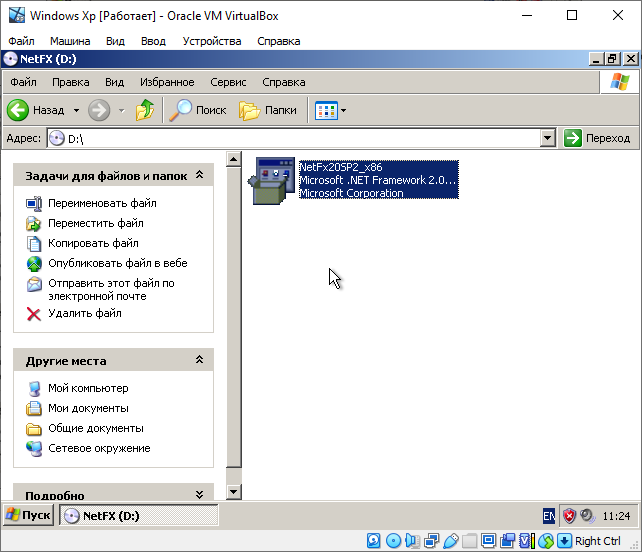 Windows Xp [Работает] - Oracle VM VirtualBox
Файл Машина Вид Ввод Устройства Справка
NetFX (D:)
Файл Правка Вид Избранное Сервис Справка
Назад Поиск Папки
Адрес: D:\ Переход
Задачи для файлов и папок
Переименовать файл
Переместить файл
Копировать файл
Опубликовать файл в вебе
Отправить этот файл по
электронной почте
Удалить файл
Другие места
Мой компьютер
Мои документы
Общие документы
Сетевое окружение
Подробно
NetFx20SP2_x86
Microsoft .NET Framework 2.0...
Microsoft Corporation
Пуск NetFX (D:) EN 11:24
Right Ctrl